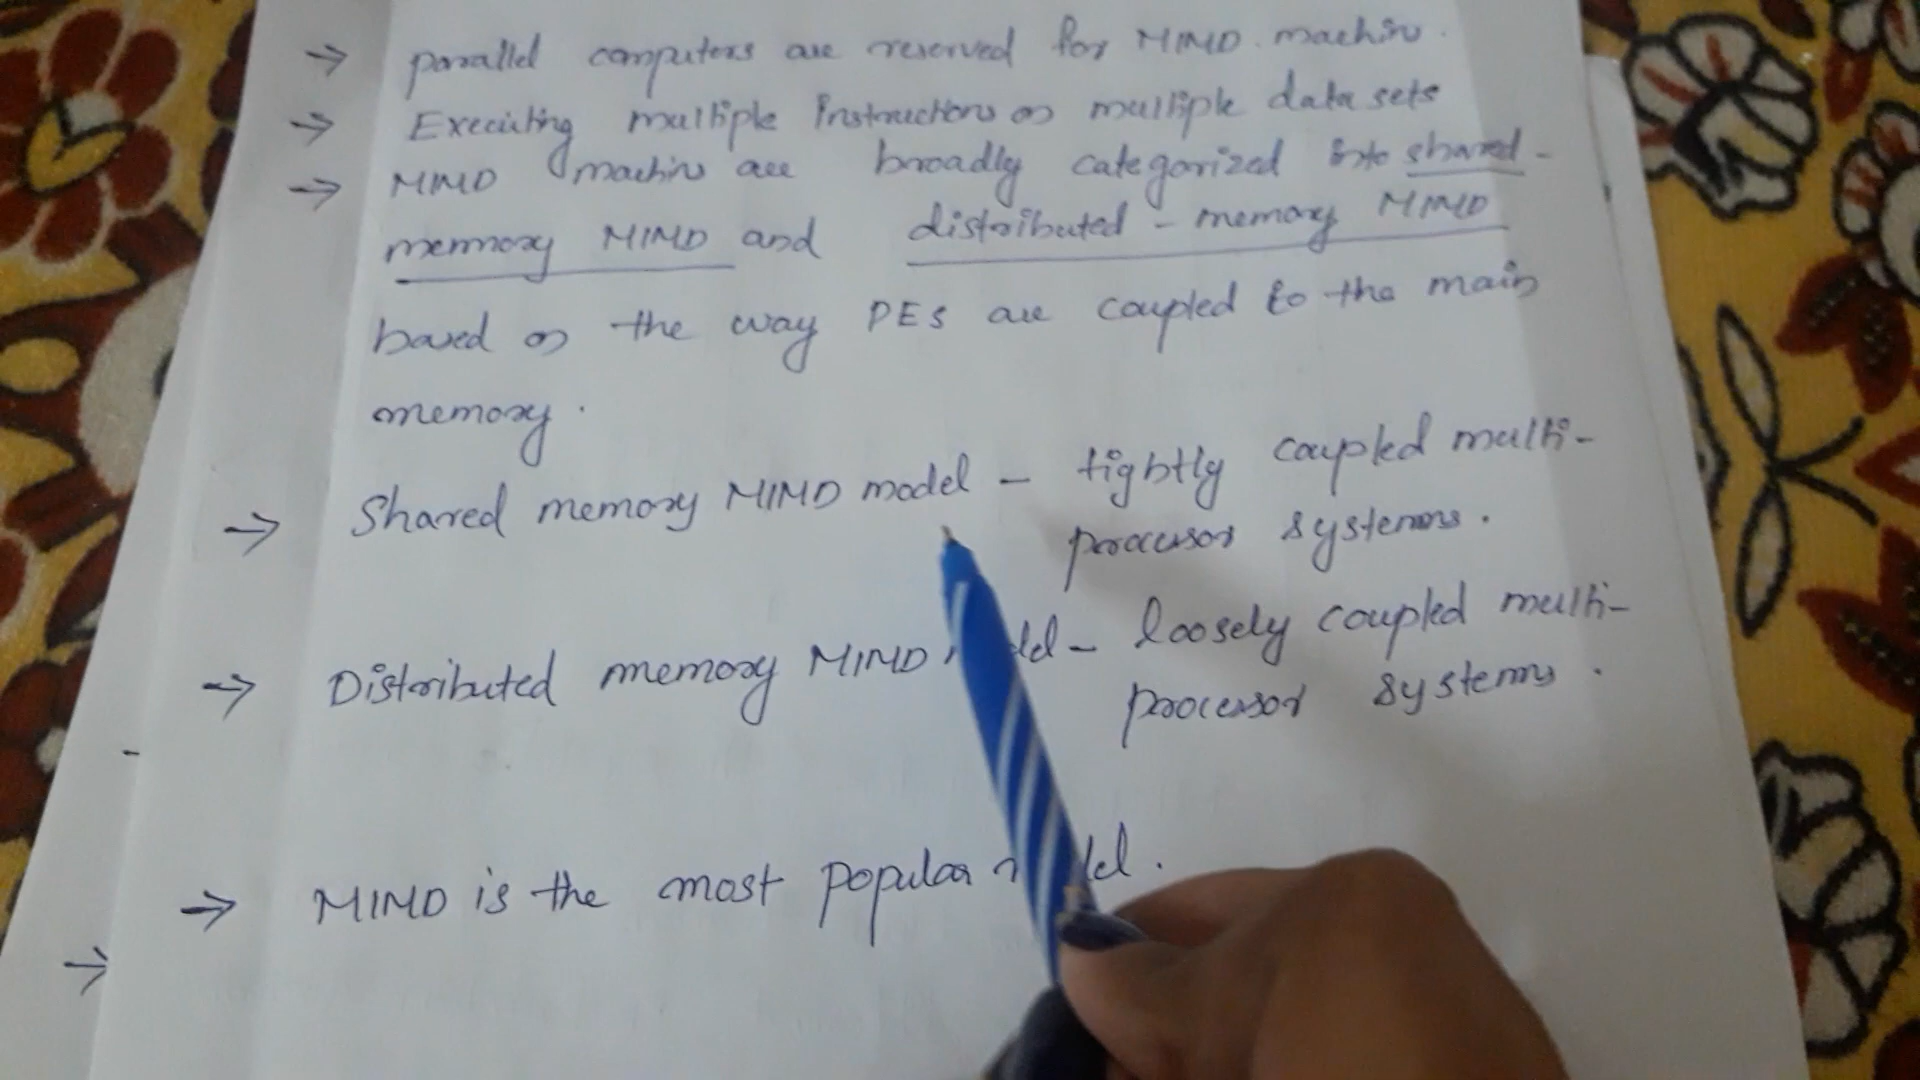 → parallel computers are reserved for MIMD machine.
→ Executing multiple Instructions on multiple data sets
→ MIMD machine are broadly categorized into shared-
memory MIMD and distributed - memory MIMD
based on the way PEs are coupled to the main
memory.
→ Shared memory MIMD model - tightly coupled multi-
processor systems.
→ Distributed memory MIMD - loosely coupled multi-
processor systems.
→ MIMD is the most popular
→